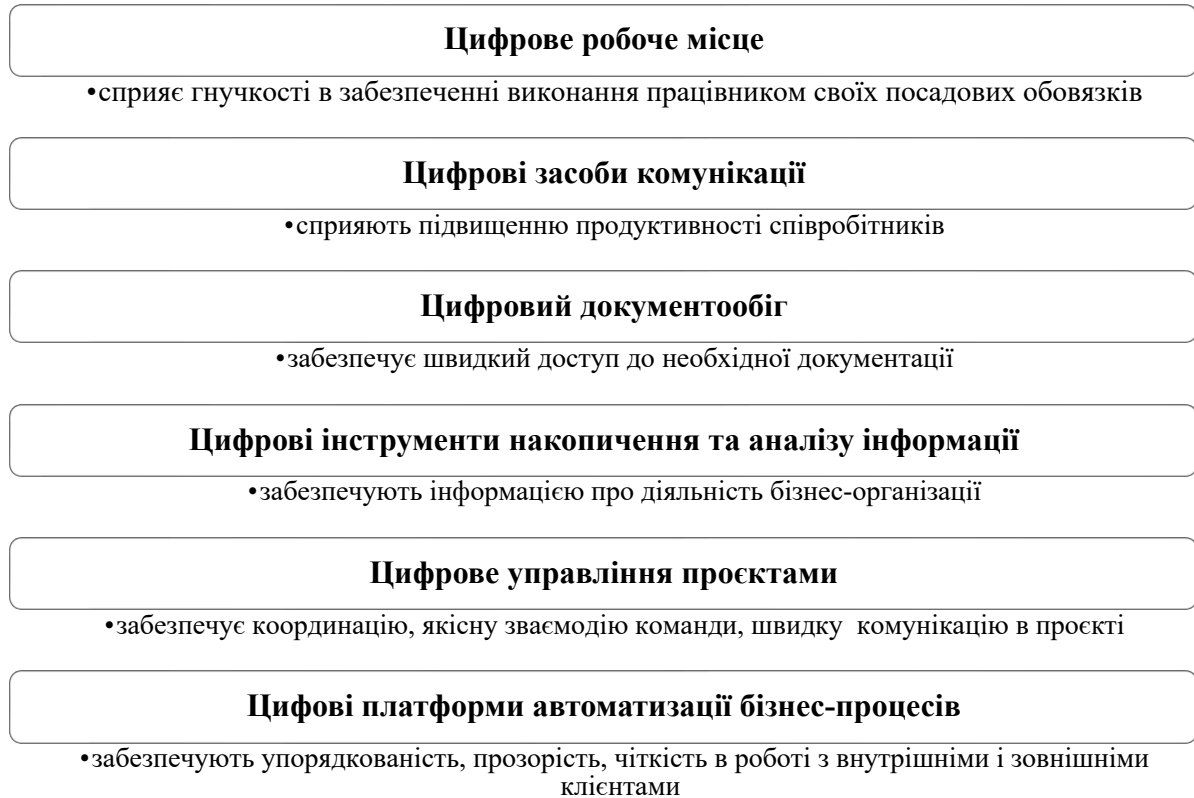 Цифрове робоче місце
•сприяє гнучкості в забезпеченні виконання працівником своїх посадових обовязків
Цифрові засоби комунікації
•сприяють підвищенню продуктивності співробітників
Цифровий документообіг
•забезпечує швидкий доступ до необхідної документації
Цифрові інструменти накопичення та аналізу інформації
•забезпечують інформацією про діяльність бізнес-організації
Цифрове управління проєктами
•забезпечує координацію, якісну зваємодію команди, швидку комунікацію в проєкті
Цифові платформи автоматизації бізнес-процесів
•забезпечують упорядкованість, прозорість, чіткість в роботі з внутрішніми і зовнішніми
клієнтами